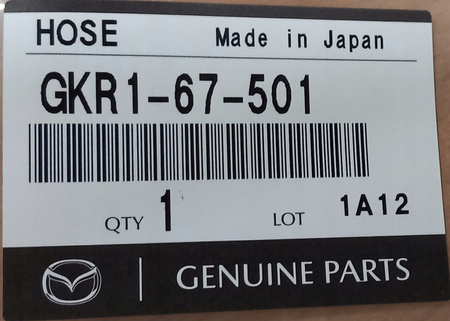 HOSE Made in Japan
GKR1-67-501
QTY 1 LOT 1A12
GENUINE PARTS